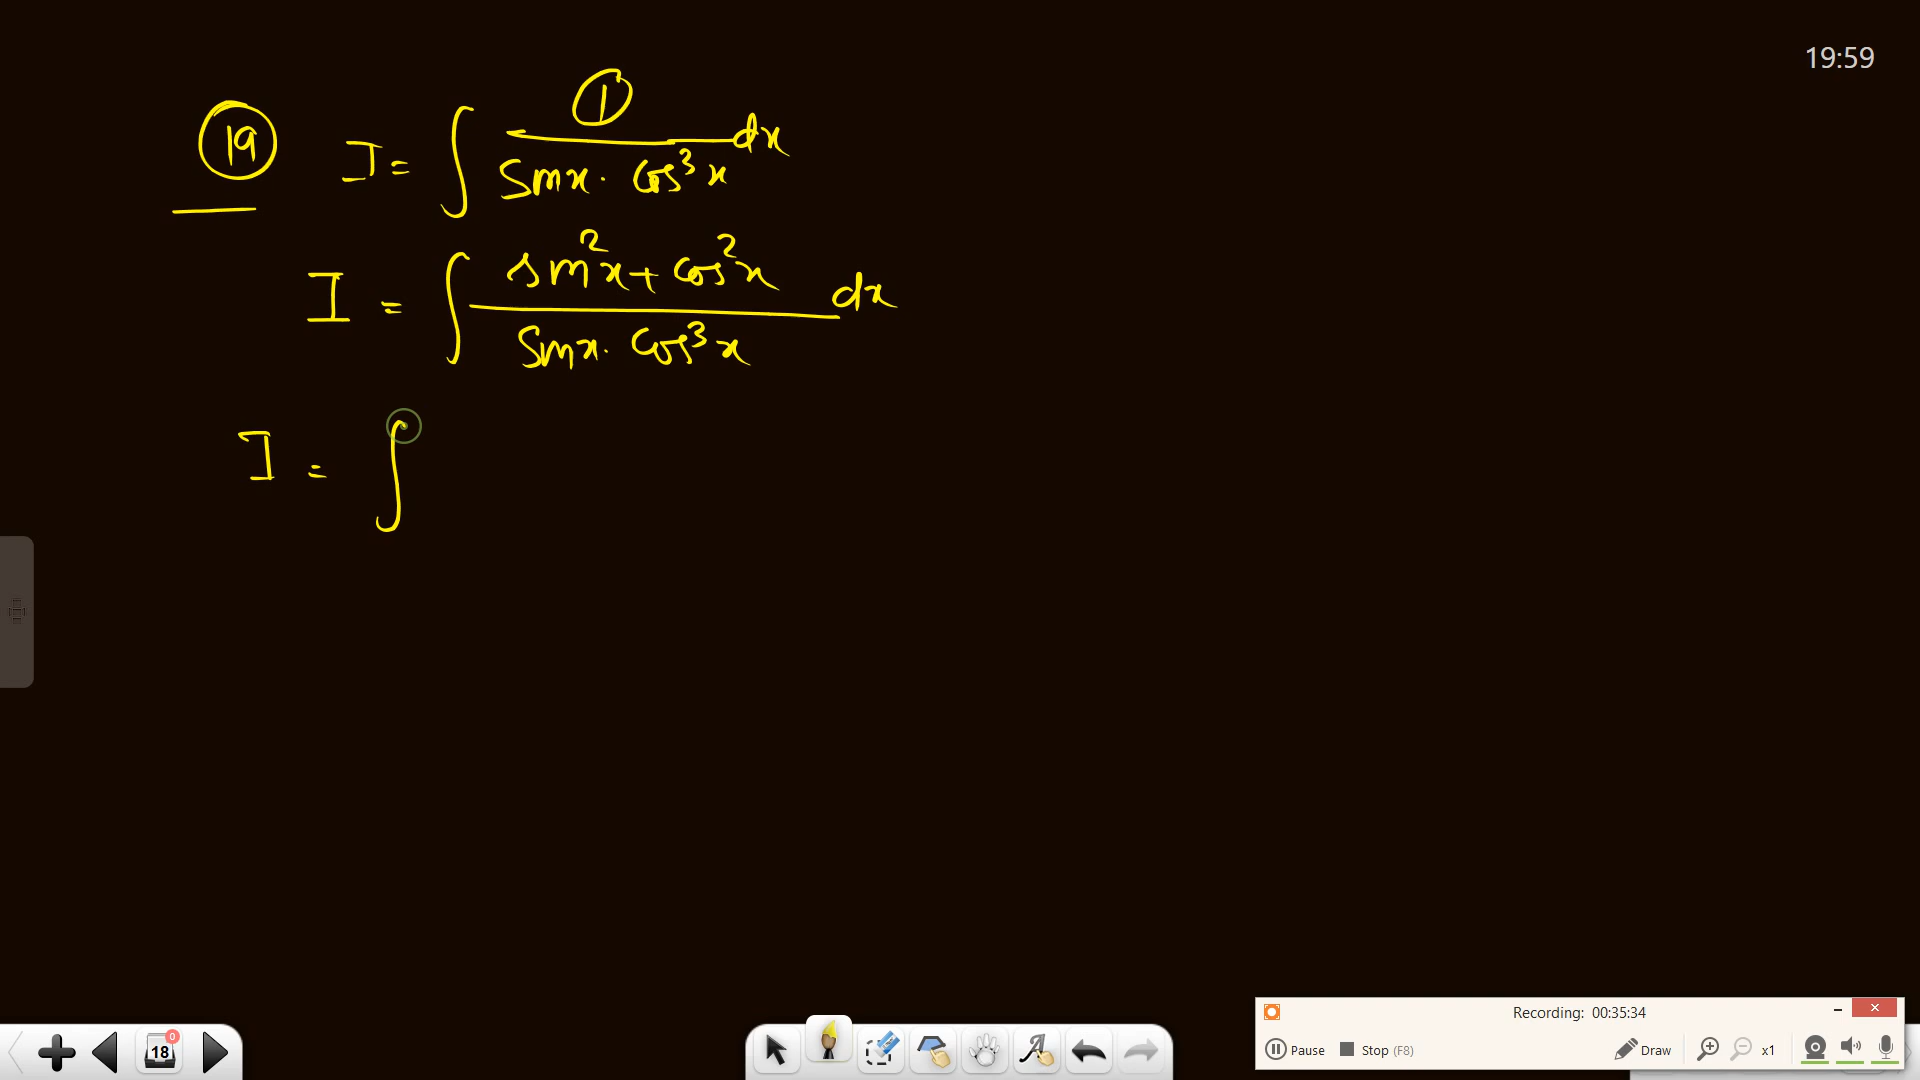 19:59
(19) I = ∫ 1/(sinx · cos³x) dx
I = ∫ (sin²x + cos²x)/(sinx · cos³x) dx
I = ∫
0
18
Recording: 00:35:34
Pause Stop (F8) Draw x1